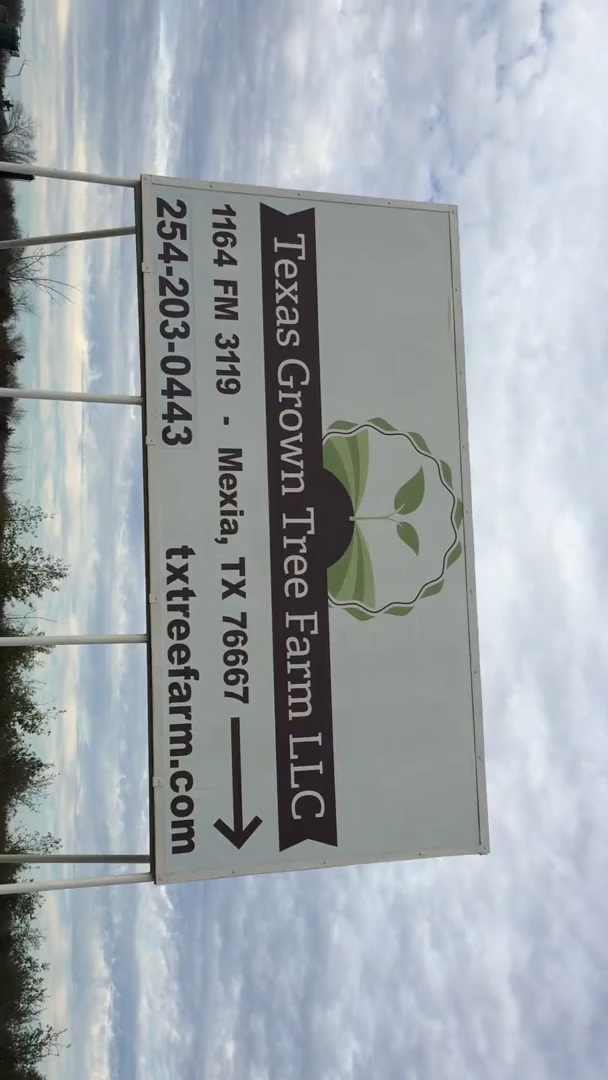 Texas Grown Tree Farm LLC
1164 FM 3119 - Mexia, TX 76667
254-203-0443 txtreefarm.com